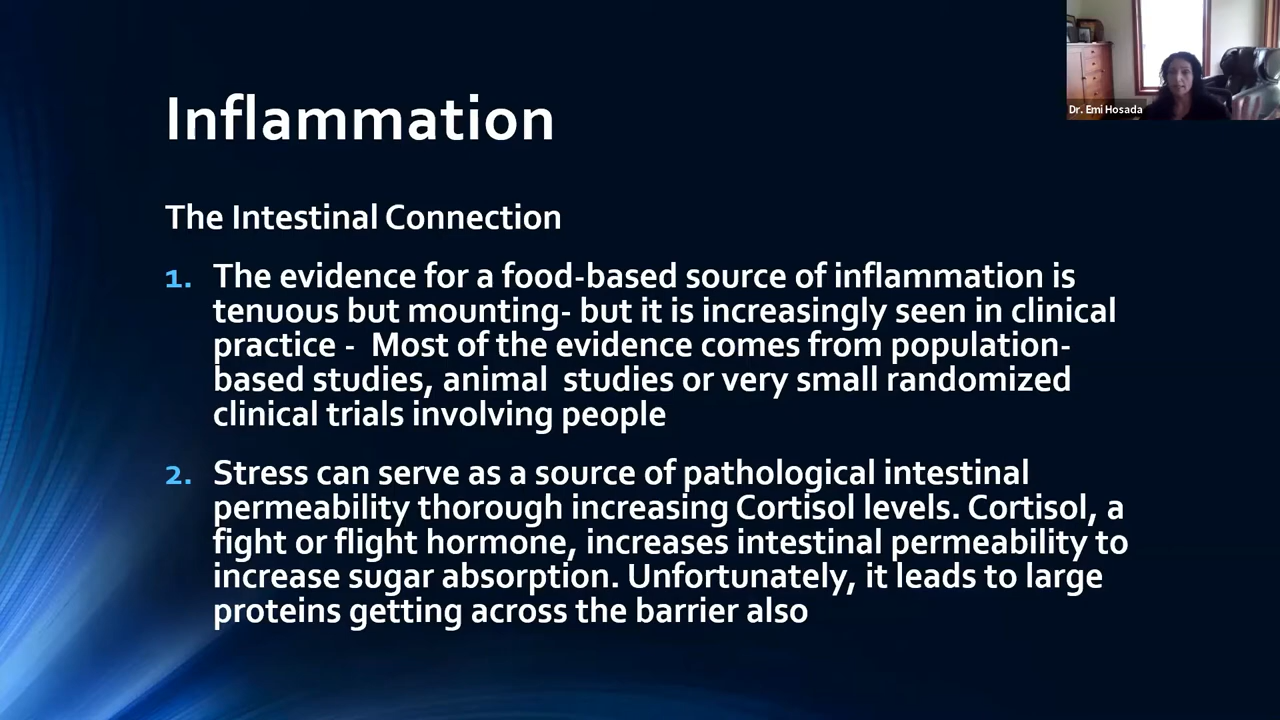 Dr. Emi Hosada
Inflammation
The Intestinal Connection
1. The evidence for a food-based source of inflammation is
tenuous but mounting- but it is increasingly seen in clinical
practice -  Most of the evidence comes from population-
based studies, animal  studies or very small randomized
clinical trials involving people
2. Stress can serve as a source of pathological intestinal
permeability thorough increasing Cortisol levels. Cortisol, a
fight or flight hormone, increases intestinal permeability to
increase sugar absorption. Unfortunately, it leads to large
proteins getting across the barrier also